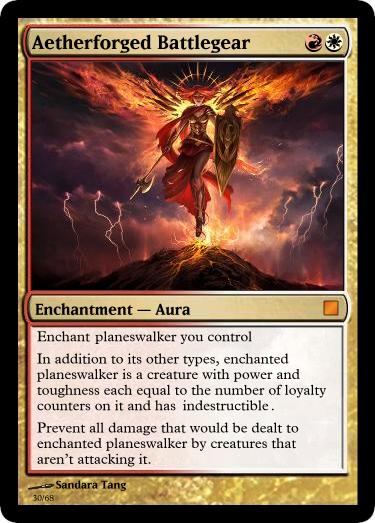 Aetherforged Battlegear
Enchantment — Aura
Enchant planeswalker you control
In addition to its other types, enchanted
planeswalker is a creature with power and
toughness each equal to the number of loyalty
counters on it and has indestructible.
Prevent all damage that would be dealt to
enchanted planeswalker by creatures that
aren't attacking it.
Sandara Tang
30/68